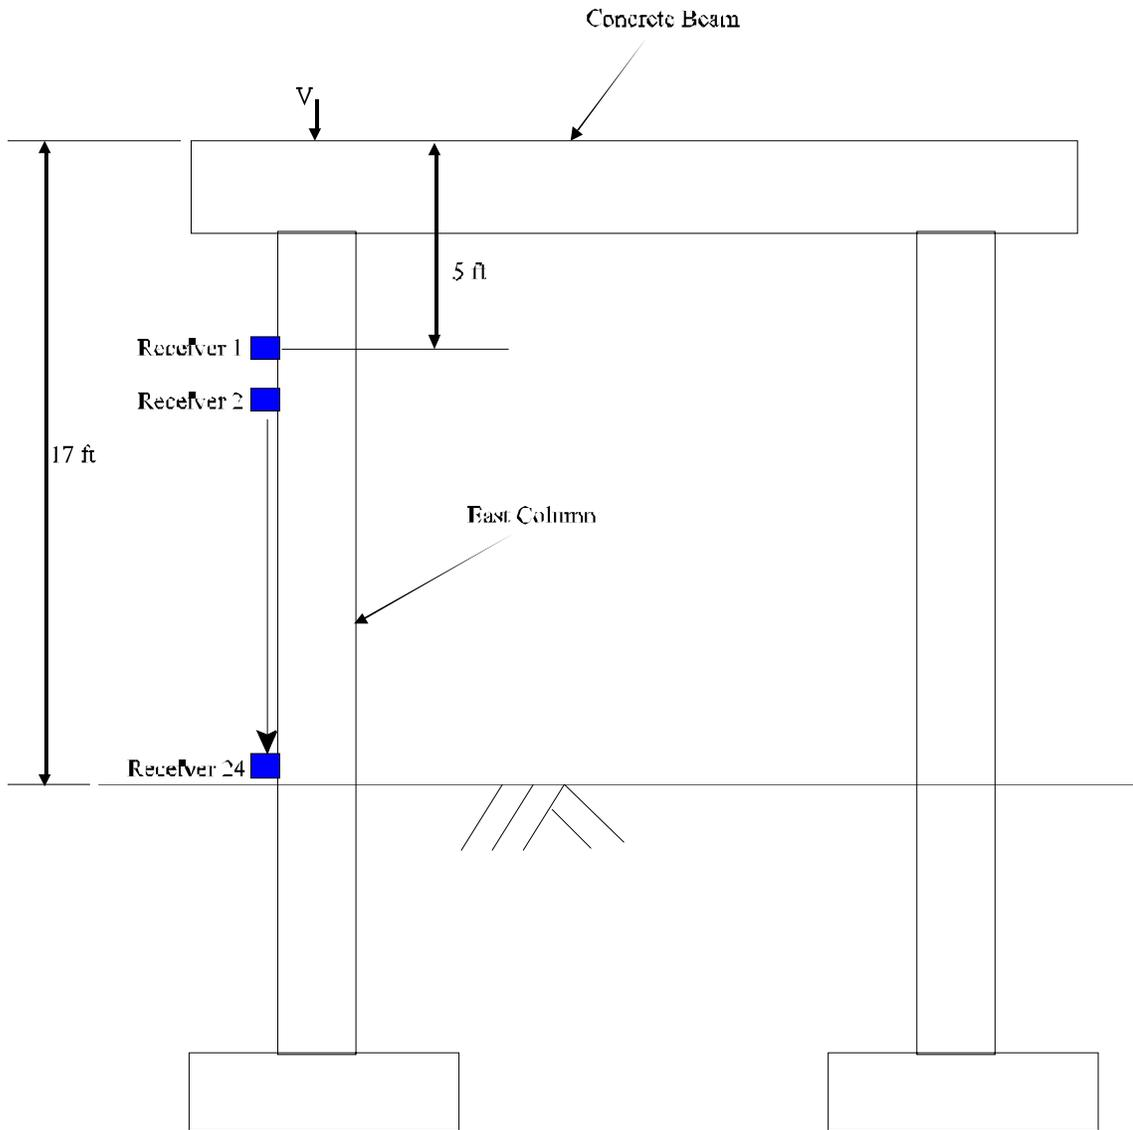 Concrete Beam
V
5 ft
Receiver 1
Receiver 2
17 ft
East Column
Receiver 24